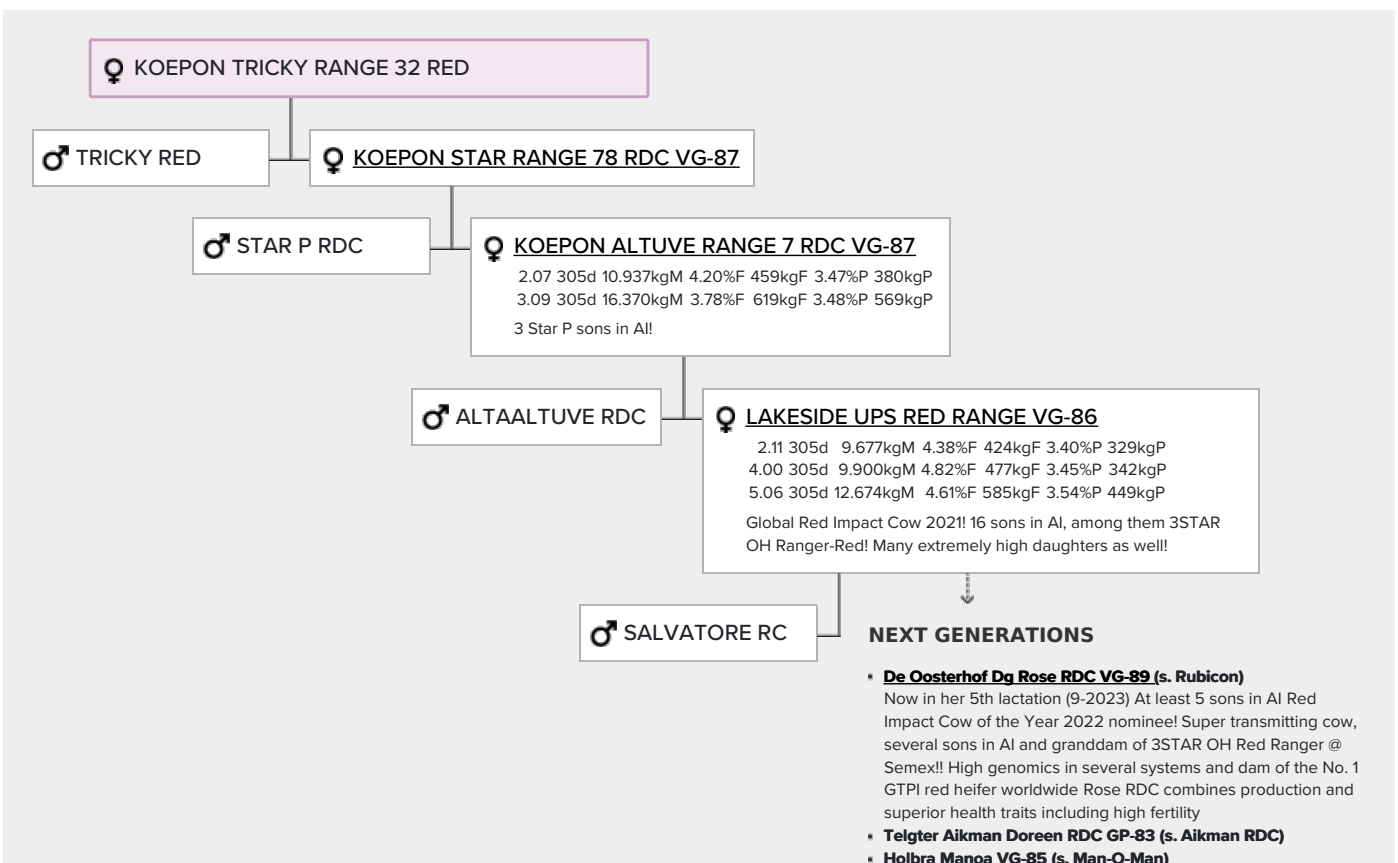 KOEPON TRICKY RANGE 32 RED
TRICKY RED
KOEPON STAR RANGE 78 RDC VG-87
STAR P RDC
KOEPON ALTUVE RANGE 7 RDC VG-87
2.07 305d 10.937kgM 4.20%F 459kgF 3.47%P 380kgP
3.09 305d 16.370kgM 3.78%F 619kgF 3.48%P 569kgP
3 Star P sons in AI!
ALTAALTUVE RDC
LAKESIDE UPS RED RANGE VG-86
2.11 305d 9.677kgM 4.38%F 424kgF 3.40%P 329kgP
4.00 305d 9.900kgM 4.82%F 477kgF 3.45%P 342kgP
5.06 305d 12.674kgM 4.61%F 585kgF 3.54%P 449kgP
Global Red Impact Cow 2021! 16 sons in AI, among them 3STAR
OH Ranger-Red! Many extremely high daughters as well!
SALVATORE RC
NEXT GENERATIONS
De Oosterhof Dg Rose RDC VG-89 (s. Rubicon)
Now in her 5th lactation (9-2023) At least 5 sons in AI Red
Impact Cow of the Year 2022 nominee! Super transmitting cow,
several sons in AI and granddam of 3STAR OH Red Ranger @
Semex!! High genomics in several systems and dam of the No. 1
GTPI red heifer worldwide Rose RDC combines production and
superior health traits including high fertility
Telgter Aikman Doreen RDC GP-83 (s. Aikman RDC)
Holbra Manoa VG-85 (s. Man-O-Man)